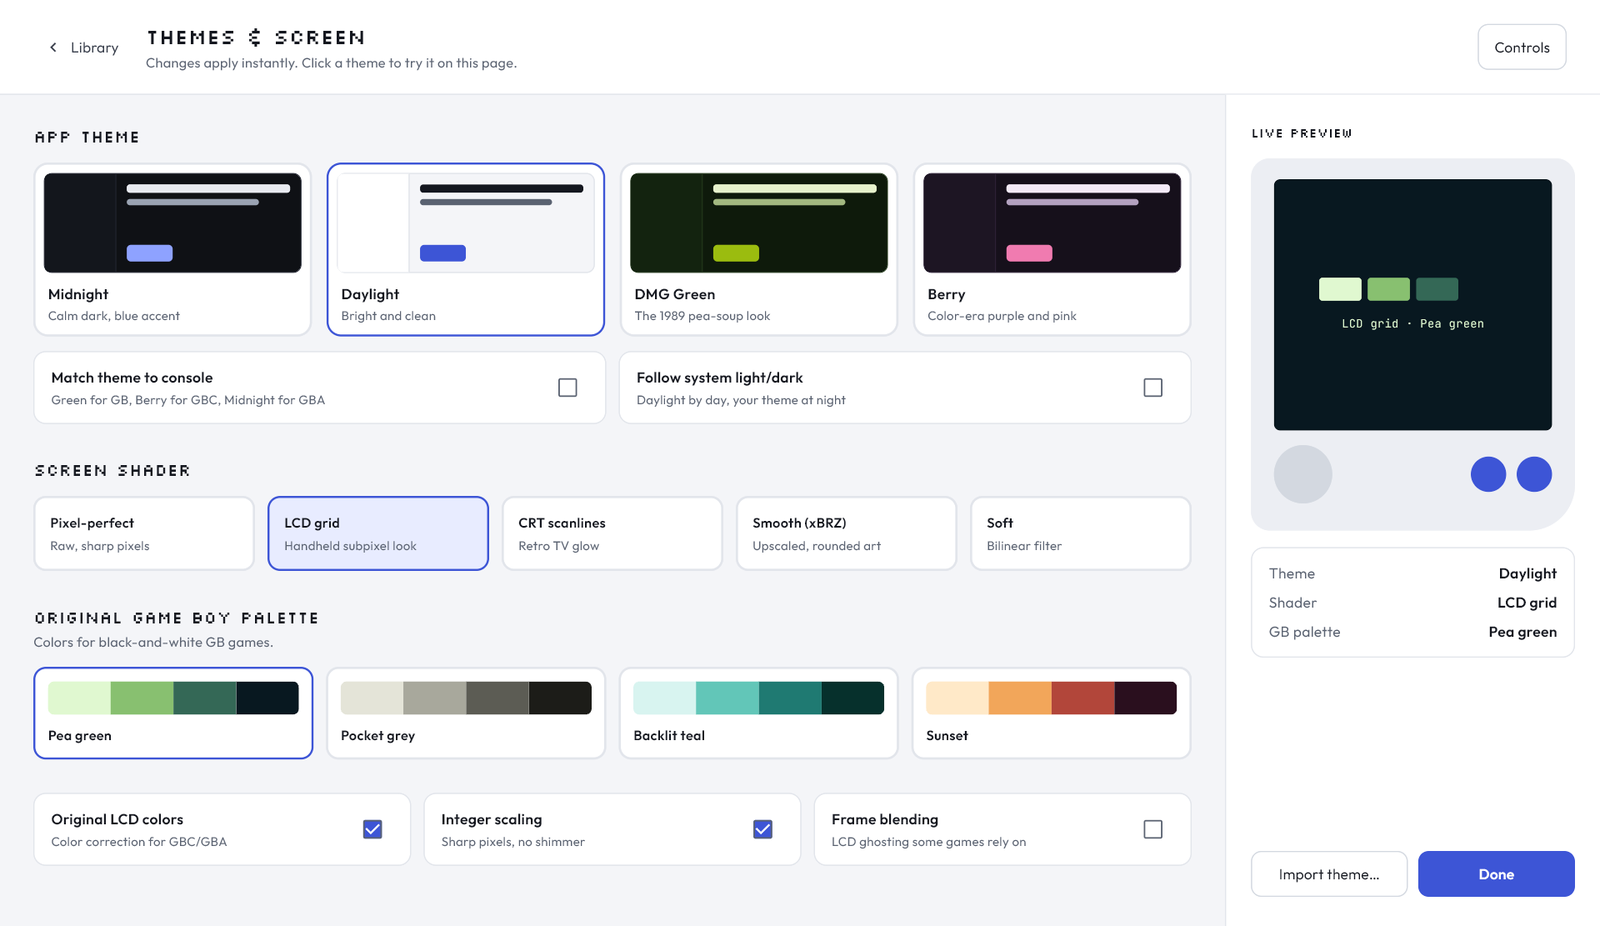 Library
THEMES & SCREEN
Changes apply instantly. Click a theme to try it on this page.
Controls
APP THEME
Midnight
Calm dark, blue accent
Daylight
Bright and clean
DMG Green
The 1989 pea-soup look
Berry
Color-era purple and pink
Match theme to console
Green for GB, Berry for GBC, Midnight for GBA
Follow system light/dark
Daylight by day, your theme at night
SCREEN SHADER
Pixel-perfect
Raw, sharp pixels
LCD grid
Handheld subpixel look
CRT scanlines
Retro TV glow
Smooth (xBRZ)
Upscaled, rounded art
Soft
Bilinear filter
ORIGINAL GAME BOY PALETTE
Colors for black-and-white GB games.
Pea green
Pocket grey
Backlit teal
Sunset
Original LCD colors
Color correction for GBC/GBA
Integer scaling
Sharp pixels, no shimmer
Frame blending
LCD ghosting some games rely on
LIVE PREVIEW
LCD grid · Pea green
Theme Daylight
Shader LCD grid
GB palette Pea green
Import theme…
Done